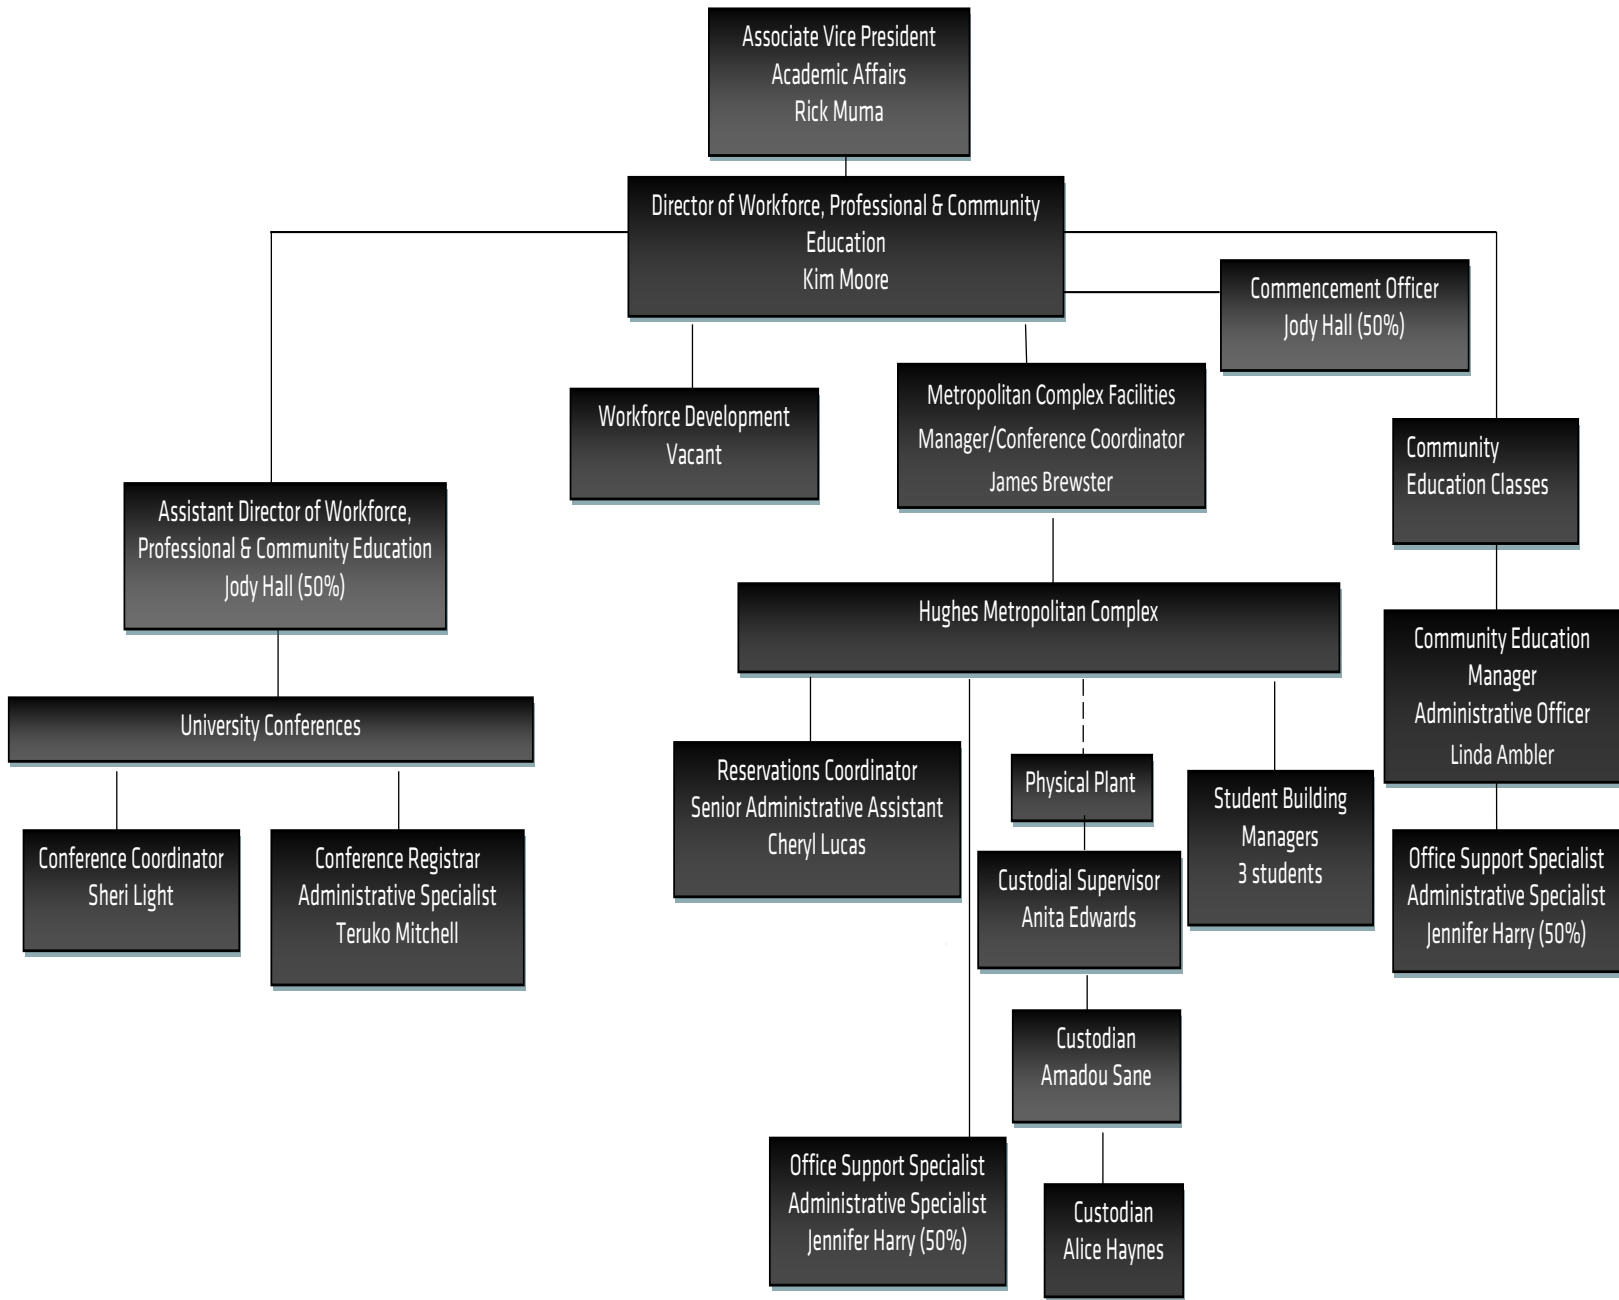 Associate Vice President
Academic Affairs
Rick Muma
Director of Workforce, Professional & Community
Education
Kim Moore
Commencement Officer
Jody Hall (50%)
Workforce Development
Vacant
Metropolitan Complex Facilities
Manager/Conference Coordinator
James Brewster
Community
Education Classes
Assistant Director of Workforce,
Professional & Community Education
Jody Hall (50%)
Hughes Metropolitan Complex
Community Education
Manager
Administrative Officer
Linda Ambler
University Conferences
Reservations Coordinator
Senior Administrative Assistant
Cheryl Lucas
Physical Plant
Student Building
Managers
3 students
Conference Coordinator
Sheri Light
Conference Registrar
Administrative Specialist
Teruko Mitchell
Custodial Supervisor
Anita Edwards
Office Support Specialist
Administrative Specialist
Jennifer Harry (50%)
Custodian
Amadou Sane
Office Support Specialist
Administrative Specialist
Jennifer Harry (50%)
Custodian
Alice Haynes